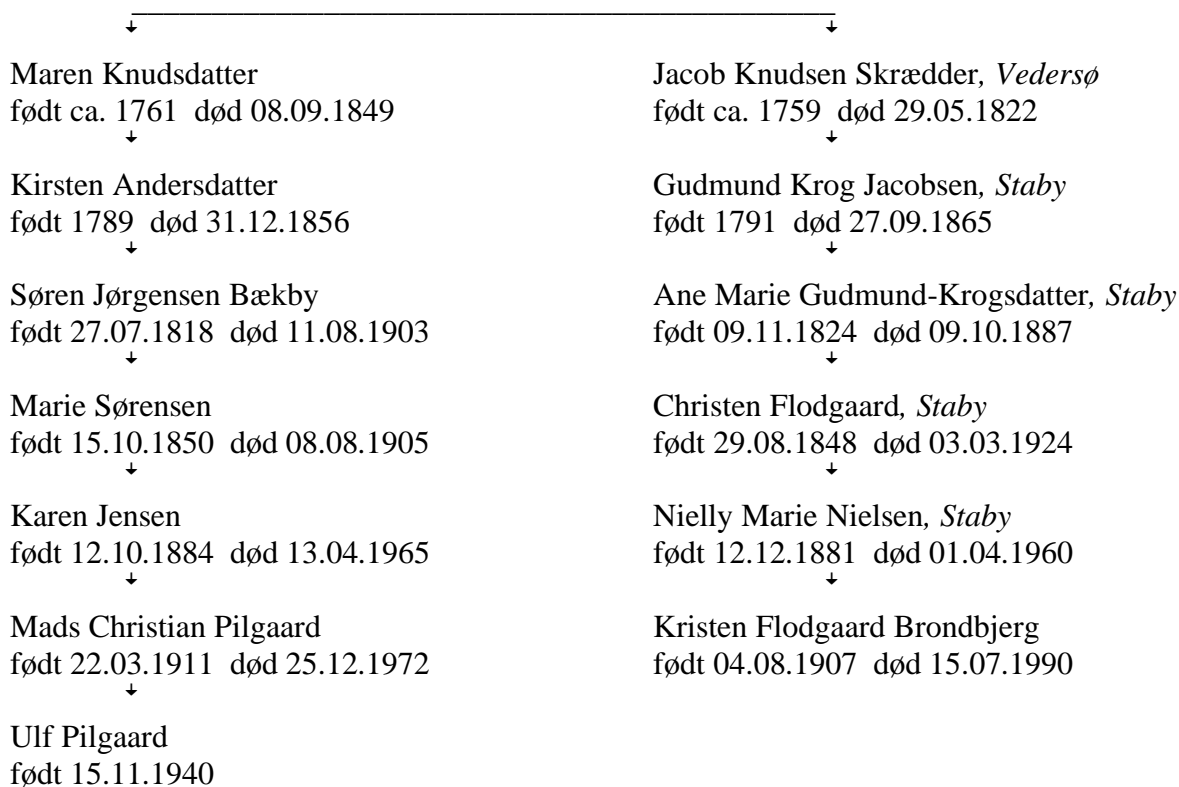 Maren Knudsdatter
født ca. 1761 død 08.09.1849
Kirsten Andersdatter
født 1789 død 31.12.1856
Søren Jørgensen Bækby
født 27.07.1818 død 11.08.1903
Marie Sørensen
født 15.10.1850 død 08.08.1905
Karen Jensen
født 12.10.1884 død 13.04.1965
Mads Christian Pilgaard
født 22.03.1911 død 25.12.1972
Ulf Pilgaard
født 15.11.1940
Jacob Knudsen Skrædder, Vedersø
født ca. 1759 død 29.05.1822
Gudmund Krog Jacobsen, Staby
født 1791 død 27.09.1865
Ane Marie Gudmund-Krogsdatter, Staby
født 09.11.1824 død 09.10.1887
Christen Flodgaard, Staby
født 29.08.1848 død 03.03.1924
Nielly Marie Nielsen, Staby
født 12.12.1881 død 01.04.1960
Kristen Flodgaard Brondbjerg
født 04.08.1907 død 15.07.1990